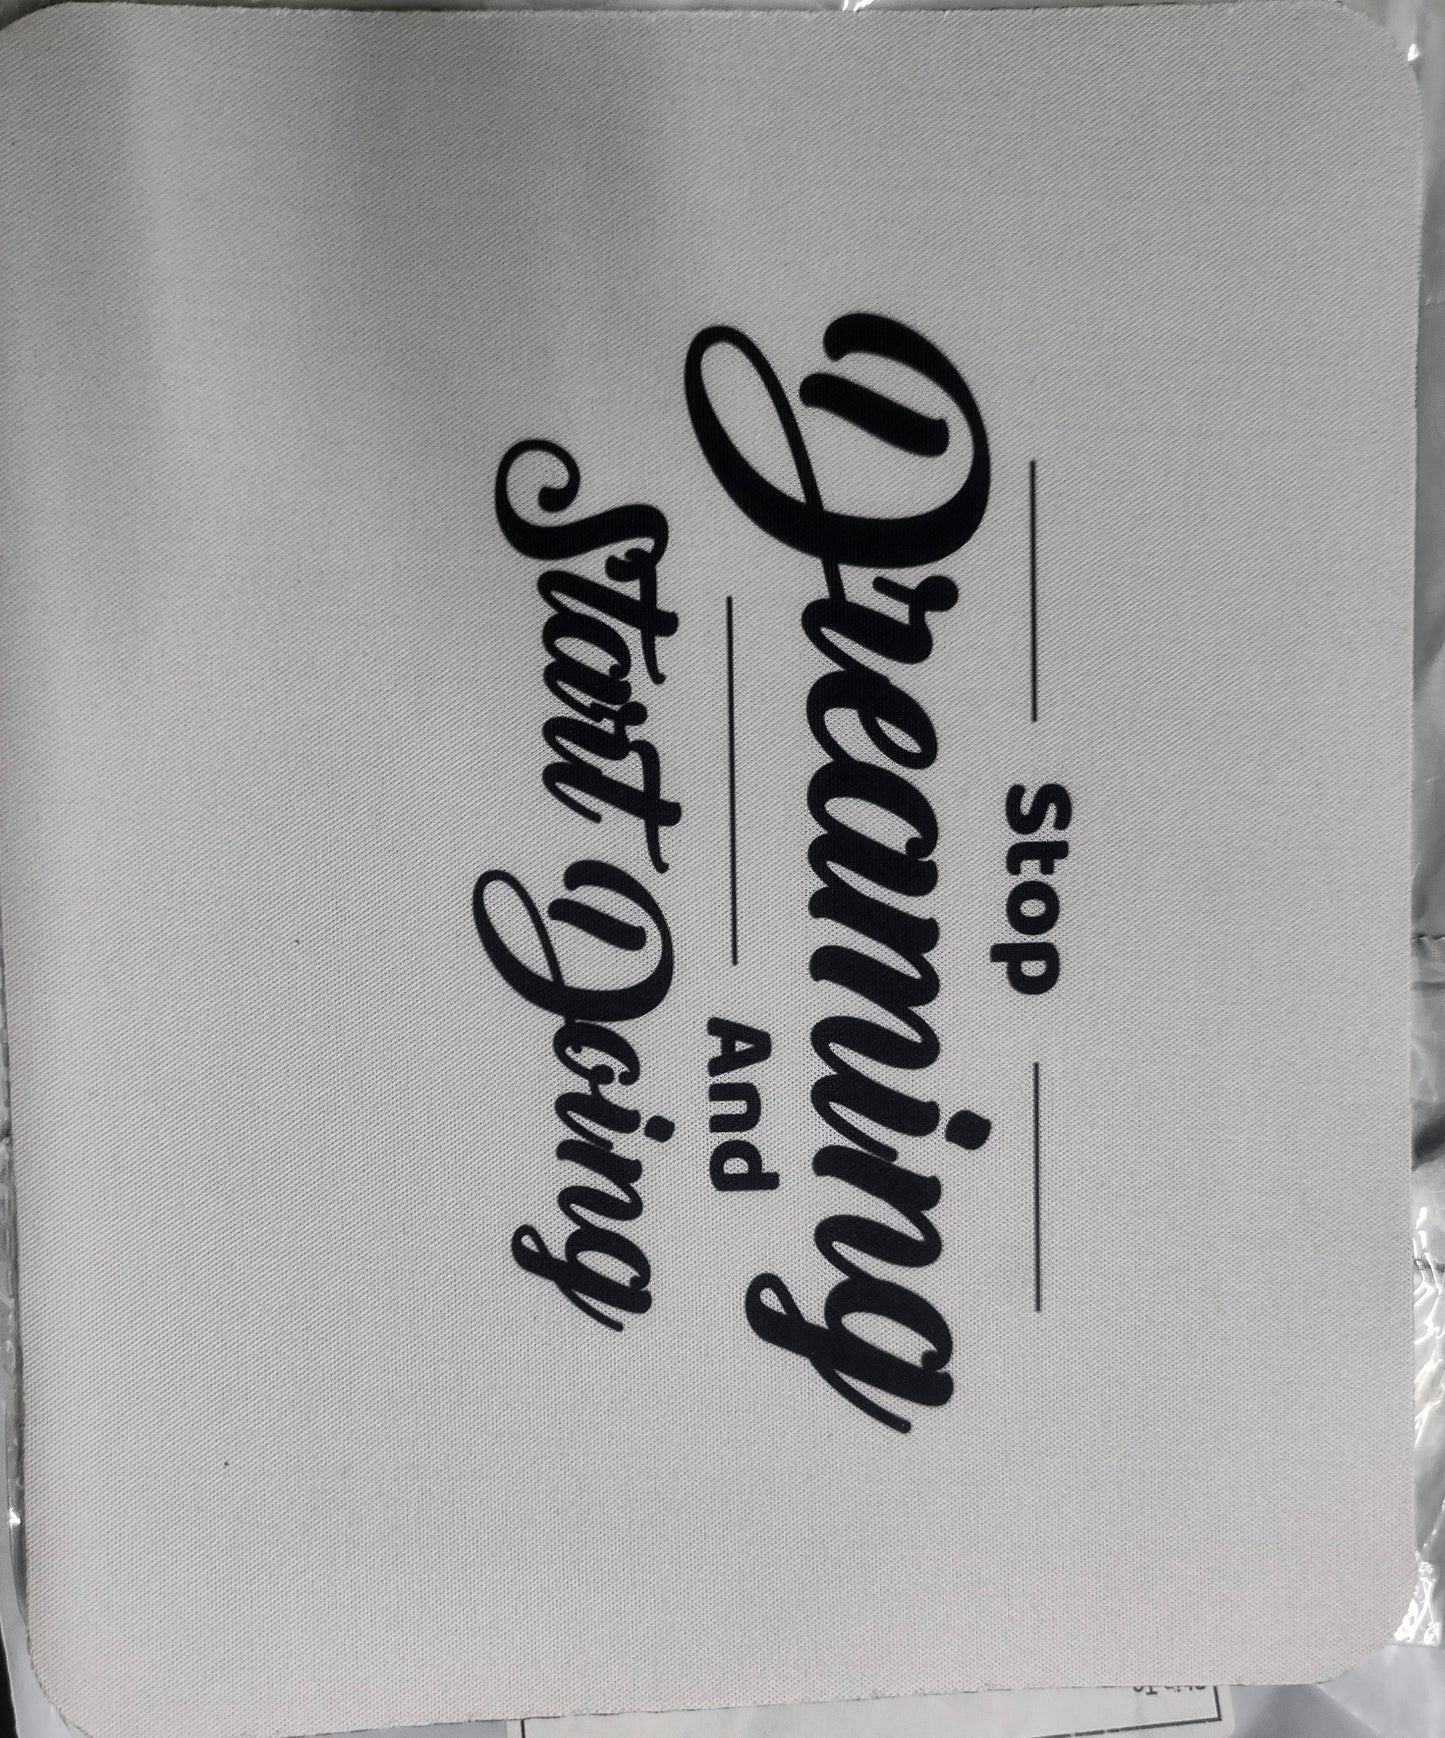 Stop
Dreaming
And
Start Doing